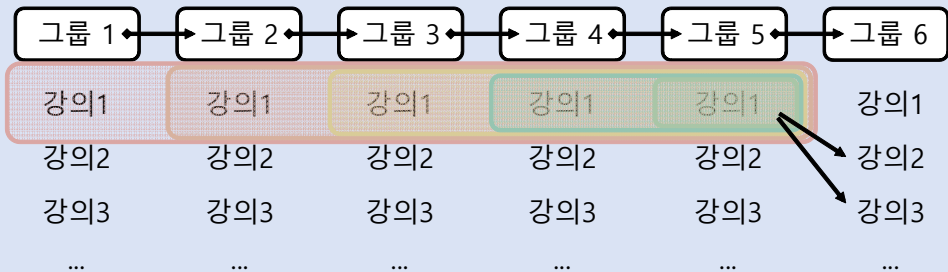 그룹 1 그룹 2 그룹 3 그룹 4 그룹 5 그룹 6
강의1 강의1 강의1 강의1 강의1 강의1
강의2 강의2 강의2 강의2 강의2 강의2
강의3 강의3 강의3 강의3 강의3 강의3
... ... ... ... ... ...